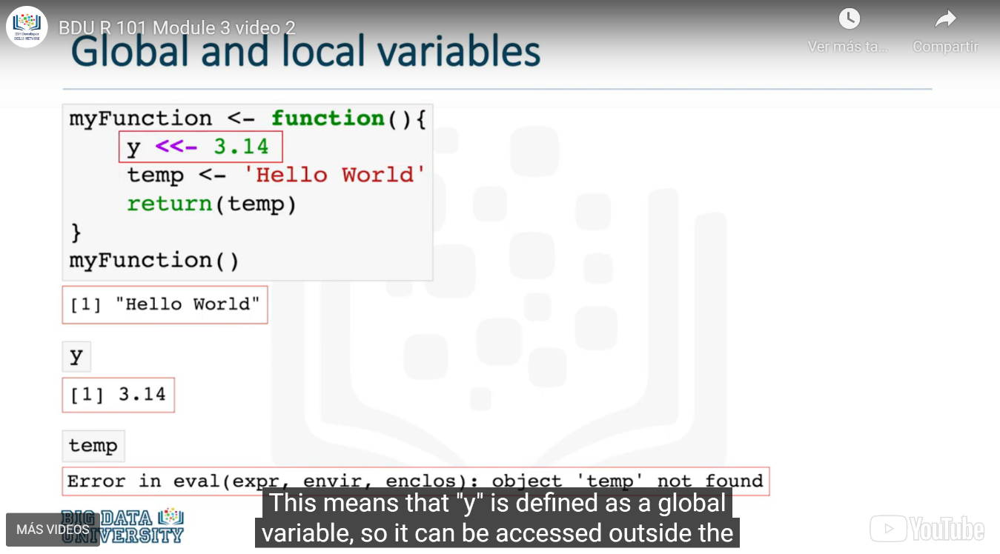 BDU R 101 Module 3 video 2
Ver más ta...
Compartir
Global and local variables
myFunction <- function(){
y <<- 3.14
temp <- 'Hello World'
return(temp)
}
myFunction()
[1] "Hello World"
y
[1] 3.14
temp
Error in eval(expr, envir, enclos): object 'temp' not found
This means that "y" is defined as a global
variable, so it can be accessed outside the
BIG DATA
UNIVERSITY
MÁS VIDEOS
YouTube